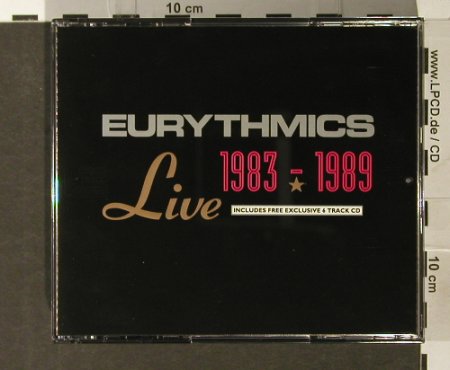 10 cm
www.LPCD.de / CD
EURYTHMICS
1983 - 1989
Live
INCLUDES FREE EXCLUSIVE 6 TRACK CD
10 cm